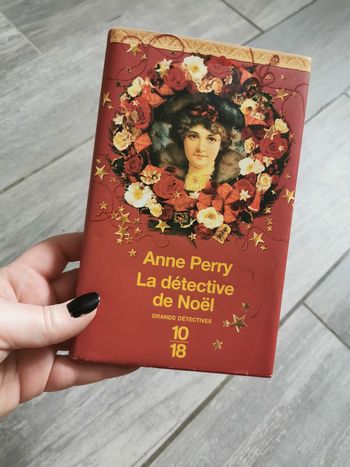 Anne Perry
La détective
de Noël
GRANDS DÉTECTIVES
10
18